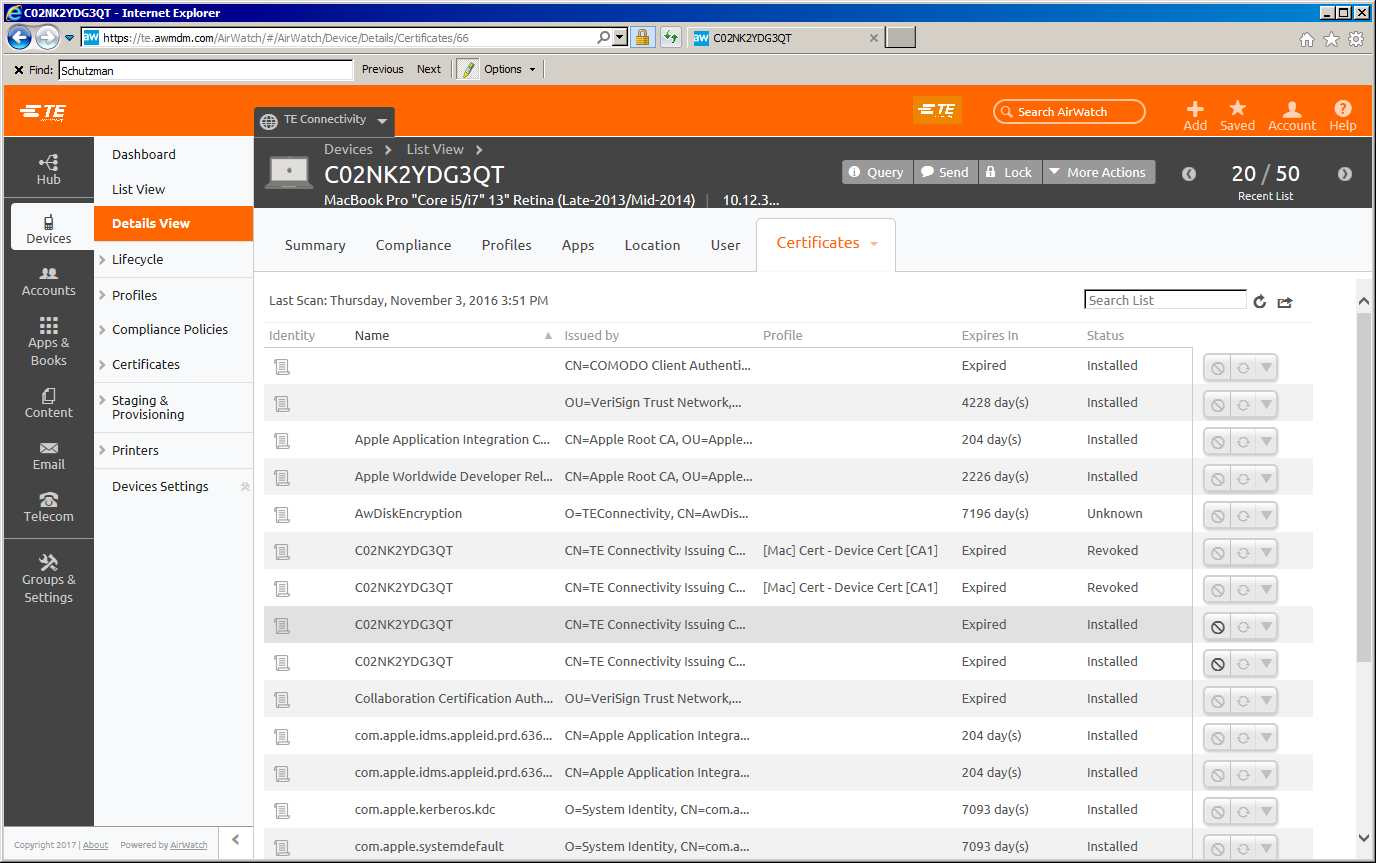 C02NK2YDG3QT - Internet Explorer
https://te.awmdm.com/AirWatch/#/AirWatch/Device/Details/Certificates/66
aw C02NK2YDG3QT
Find: Schutzman Previous Next Options
TE
TE Connectivity
TE
Search AirWatch
Add Saved Account Help
Hub
Devices
Accounts
Apps &
Books
Content
Email
Telecom
Groups &
Settings
Dashboard
List View
Details View
Lifecycle
Profiles
Compliance Policies
Certificates
Staging &
Provisioning
Printers
Devices Settings
Copyright 2017 | About Powered by AirWatch
Devices > List View >
C02NK2YDG3QT
MacBook Pro "Core i5/i7" 13" Retina (Late-2013/Mid-2014) | 10.12.3...
Query Send Lock More Actions
20 / 50
Recent List
Summary Compliance Profiles Apps Location User Certificates
Last Scan: Thursday, November 3, 2016 3:51 PM Search List
Identity Name Issued by Profile Expires In Status
CN=COMODO Client Authenti... Expired Installed
OU=VeriSign Trust Network,... 4228 day(s) Installed
Apple Application Integration C... CN=Apple Root CA, OU=Apple... 204 day(s) Installed
Apple Worldwide Developer Rel... CN=Apple Root CA, OU=Apple... 2226 day(s) Installed
AwDiskEncryption O=TEConnectivity, CN=AwDis... 7196 day(s) Unknown
C02NK2YDG3QT CN=TE Connectivity Issuing C... [Mac] Cert - Device Cert [CA1] Expired Revoked
C02NK2YDG3QT CN=TE Connectivity Issuing C... [Mac] Cert - Device Cert [CA1] Expired Revoked
C02NK2YDG3QT CN=TE Connectivity Issuing C... Expired Installed
C02NK2YDG3QT CN=TE Connectivity Issuing C... Expired Installed
Collaboration Certification Auth... OU=VeriSign Trust Network,... Expired Installed
com.apple.idms.appleid.prd.636... CN=Apple Application Integra... 204 day(s) Installed
com.apple.idms.appleid.prd.636... CN=Apple Application Integra... 204 day(s) Installed
com.apple.kerberos.kdc O=System Identity, CN=com.a... 7093 day(s) Installed
com.apple.systemdefault O=System Identity, CN=com.a... 7093 day(s) Installed